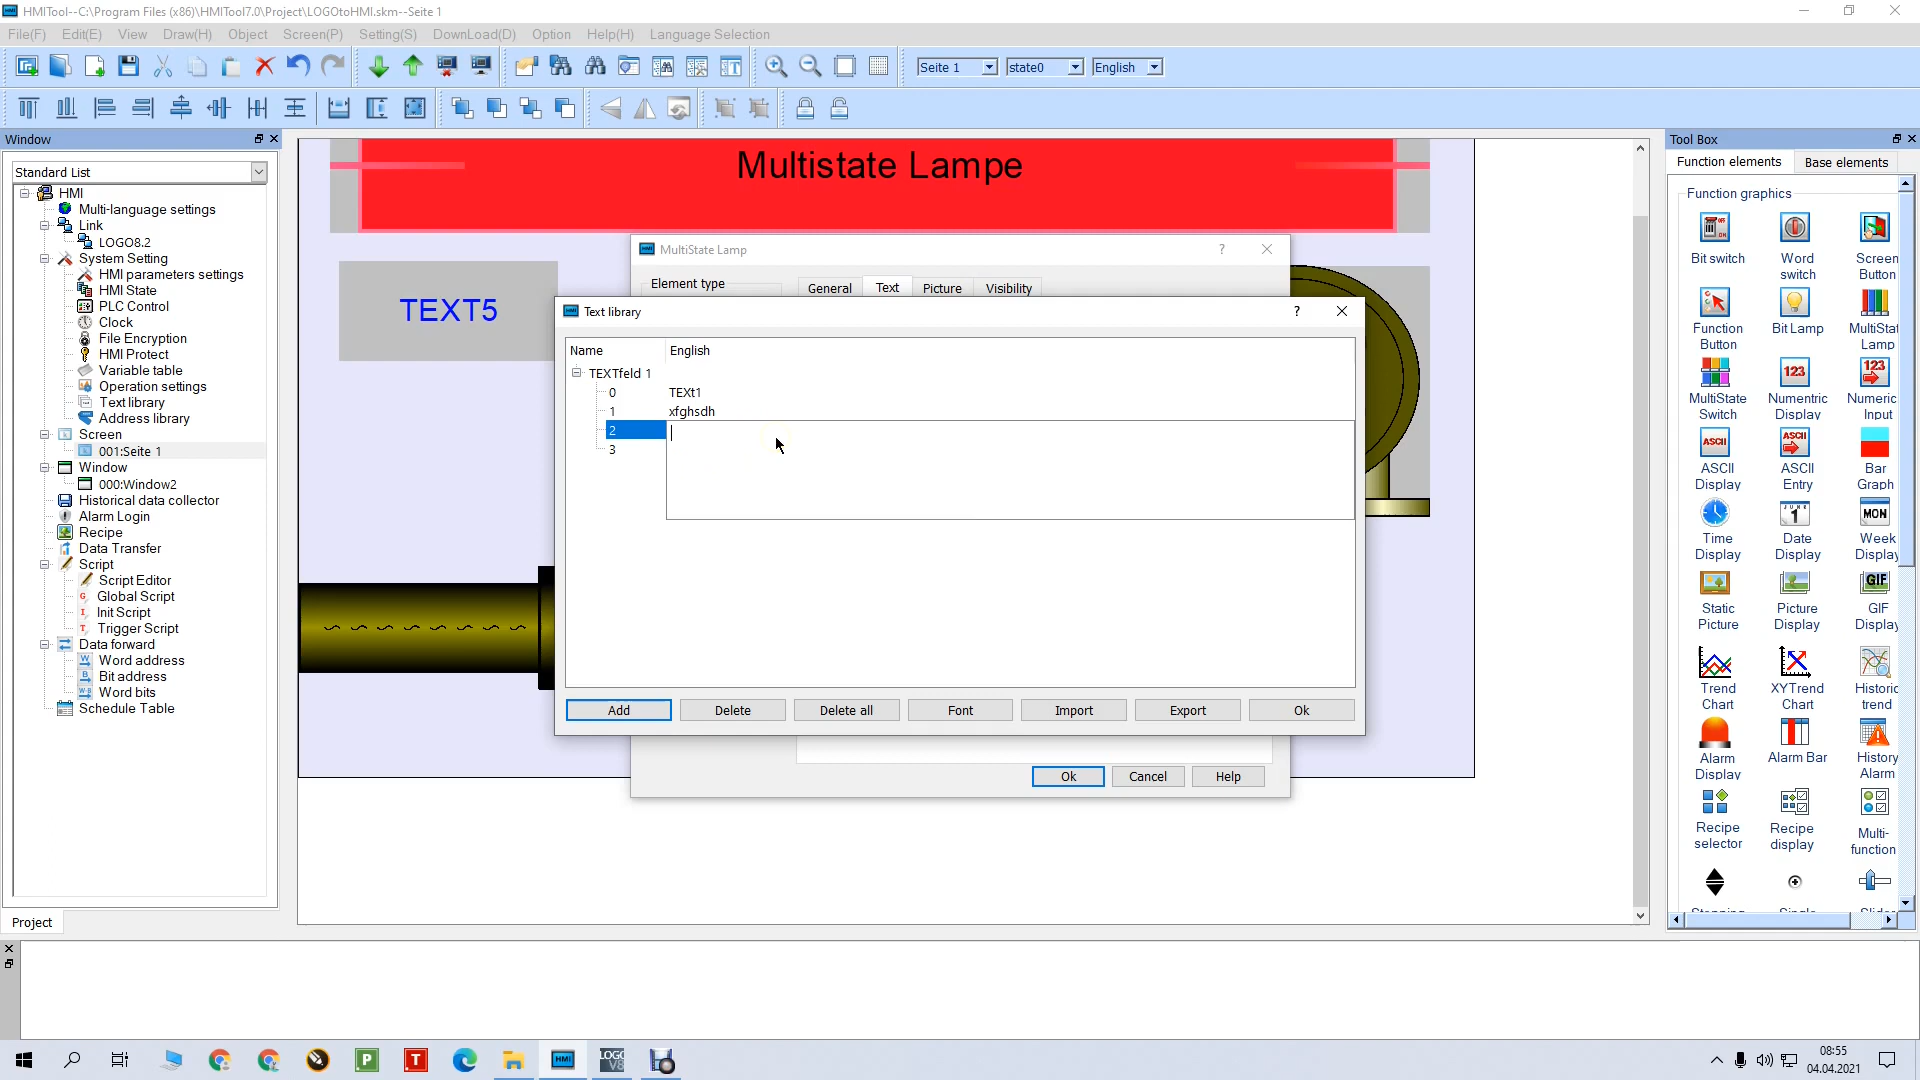 HMITool--C:\Program Files (x86)\HMITool7.0\Project\LOGOtoHMI.skm--Seite 1
File(F) Edit(E) View Draw(H) Object Screen(P) Setting(S) DownLoad(D) Option Help(H) Language Selection
Seite 1 state0 English
Window
Standard List
HMI
Multi-language settings
Link
LOGO8.2
System Setting
HMI parameters settings
HMI State
PLC Control
Clock
File Encryption
HMI Protect
Variable table
Operation settings
Text library
Address library
Screen
001:Seite 1
Window
000:Window2
Historical data collector
Alarm Login
Recipe
Data Transfer
Script
Script Editor
Global Script
Init Script
Trigger Script
Data forward
Word address
Bit address
Word bits
Schedule Table
Project
Multistate Lampe
TEXT5
MultiState Lamp ?
Element type
General Text Picture Visibility
Text library ?
Name English
TEXTfeld 1
0 TEXt1
1 xfghsdh
2
3
Add Delete Delete all Font Import Export Ok
Ok Cancel Help
Tool Box
Function elements Base elements
Function graphics
Bit switch
Word switch
Screen Button
Function Button
Bit Lamp
MultiStat Lamp
MultiState Switch
123
Numentric Display
123
Numeric Input
ASCII
ASCII Display
ASCII
ASCII Entry
Bar Graph
Time Display
1
Date Display
MON
Week Display
Static Picture
Picture Display
GIF
GIF Display
Trend Chart
XYTrend Chart
Historic trend
Alarm Display
Alarm Bar
History Alarm
Recipe selector
Recipe display
Multi-function
HMI
LOGO V8
P
T
08:55
04.04.2021